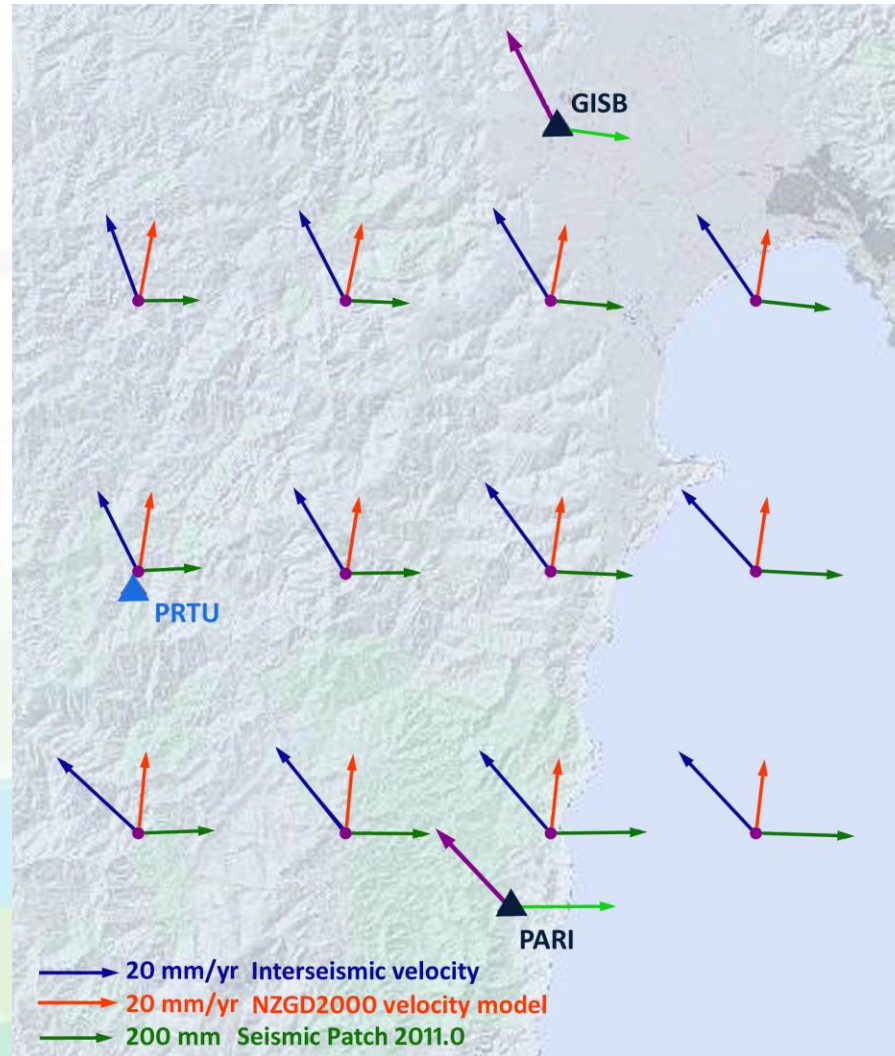 GISB
PRTU
PARI
20 mm/yr Interseismic velocity
20 mm/yr NZGD2000 velocity model
200 mm Seismic Patch 2011.0